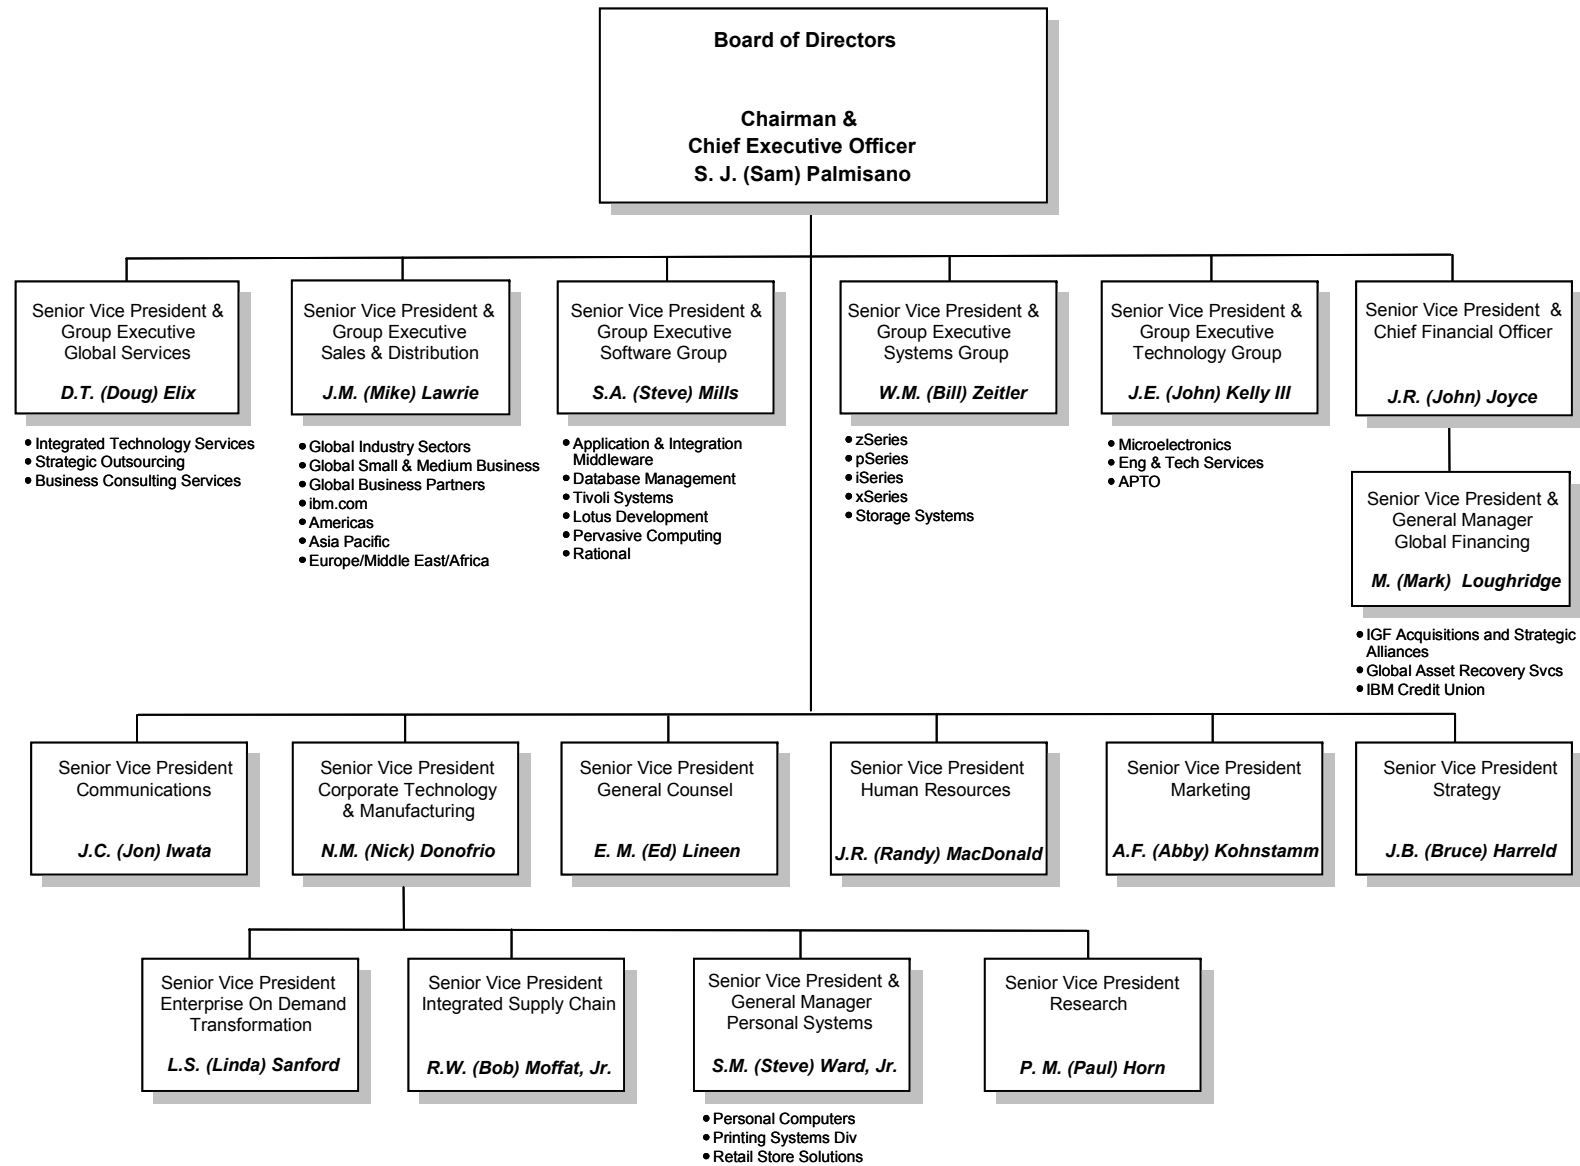 Board of Directors
Chairman &
Chief Executive Officer
S. J. (Sam) Palmisano
Senior Vice President &
Group Executive
Global Services
D.T. (Doug) Elix
• Integrated Technology Services
• Strategic Outsourcing
• Business Consulting Services
Senior Vice President &
Group Executive
Sales & Distribution
J.M. (Mike) Lawrie
• Global Industry Sectors
• Global Small & Medium Business
• Global Business Partners
• ibm.com
• Americas
• Asia Pacific
• Europe/Middle East/Africa
Senior Vice President &
Group Executive
Software Group
S.A. (Steve) Mills
• Application & Integration
Middleware
• Database Management
• Tivoli Systems
• Lotus Development
• Pervasive Computing
• Rational
Senior Vice President &
Group Executive
Systems Group
W.M. (Bill) Zeitler
• zSeries
• pSeries
• iSeries
• xSeries
• Storage Systems
Senior Vice President &
Group Executive
Technology Group
J.E. (John) Kelly III
• Microelectronics
• Eng & Tech Services
• APTO
Senior Vice President &
Chief Financial Officer
J.R. (John) Joyce
Senior Vice President &
General Manager
Global Financing
M. (Mark) Loughridge
• IGF Acquisitions and Strategic
Alliances
• Global Asset Recovery Svcs
• IBM Credit Union
Senior Vice President
Communications
J.C. (Jon) Iwata
Senior Vice President
Corporate Technology
& Manufacturing
N.M. (Nick) Donofrio
Senior Vice President
General Counsel
E. M. (Ed) Lineen
Senior Vice President
Human Resources
J.R. (Randy) MacDonald
Senior Vice President
Marketing
A.F. (Abby) Kohnstamm
Senior Vice President
Strategy
J.B. (Bruce) Harreld
Senior Vice President
Enterprise On Demand
Transformation
L.S. (Linda) Sanford
Senior Vice President
Integrated Supply Chain
R.W. (Bob) Moffat, Jr.
Senior Vice President &
General Manager
Personal Systems
S.M. (Steve) Ward, Jr.
• Personal Computers
• Printing Systems Div
• Retail Store Solutions
Senior Vice President
Research
P. M. (Paul) Horn